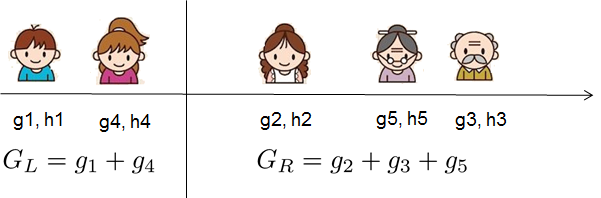 g1, h1 g4, h4 g2, h2 g5, h5 g3, h3
G_L = g_1 + g_4 G_R = g_2 + g_3 + g_5